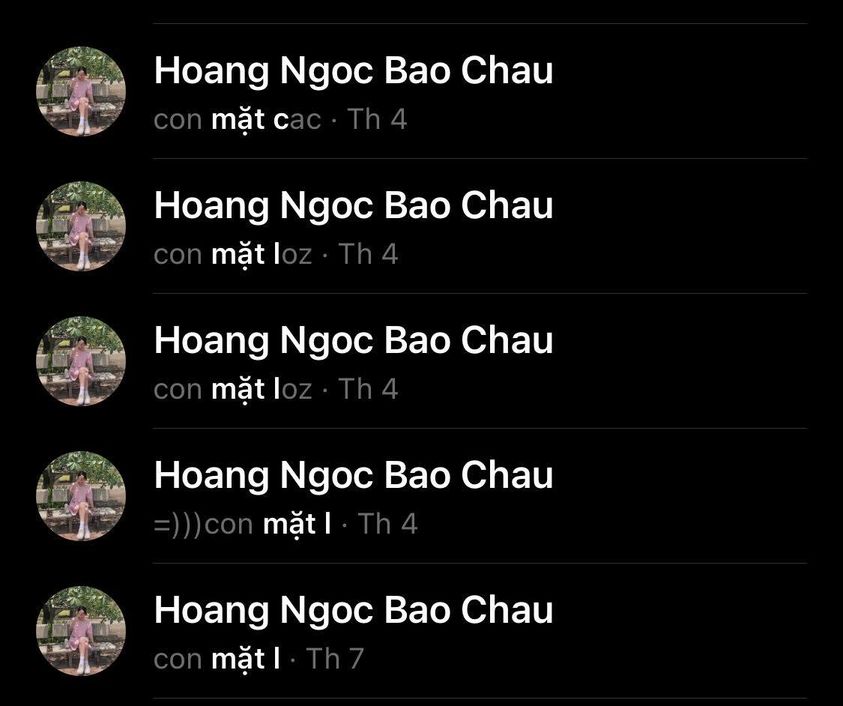 Hoang Ngoc Bao Chau
con mặt cac · Th 4
Hoang Ngoc Bao Chau
con mặt loz · Th 4
Hoang Ngoc Bao Chau
con mặt loz · Th 4
Hoang Ngoc Bao Chau
=)))con mặt l · Th 4
Hoang Ngoc Bao Chau
con mặt l · Th 7